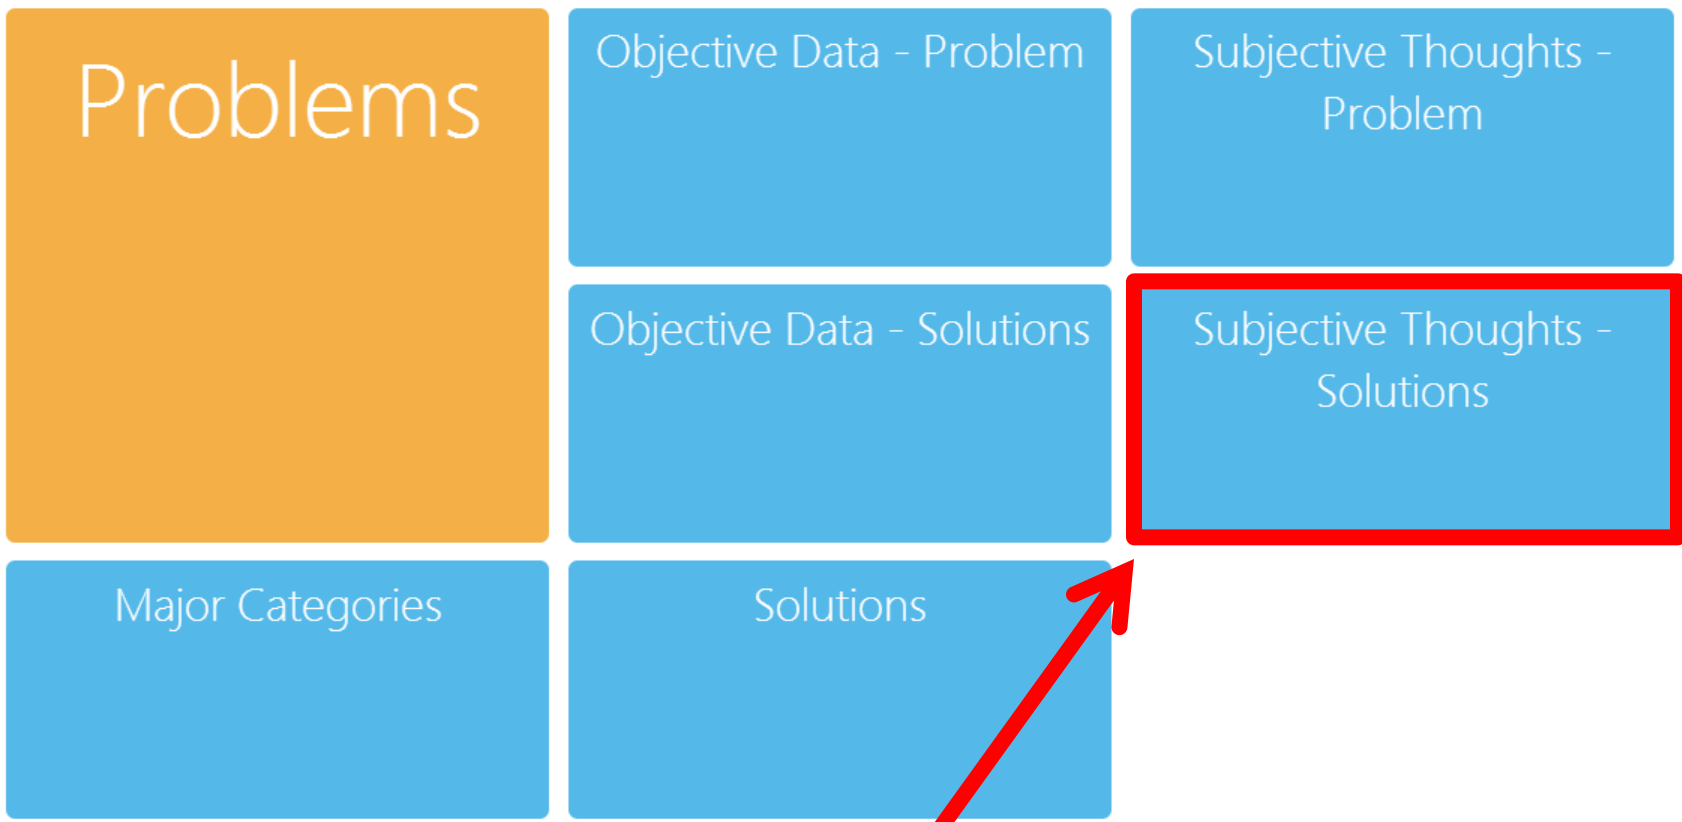 Problems
Objective Data - Problem
Subjective Thoughts -
Problem
Objective Data - Solutions
Subjective Thoughts -
Solutions
Major Categories
Solutions